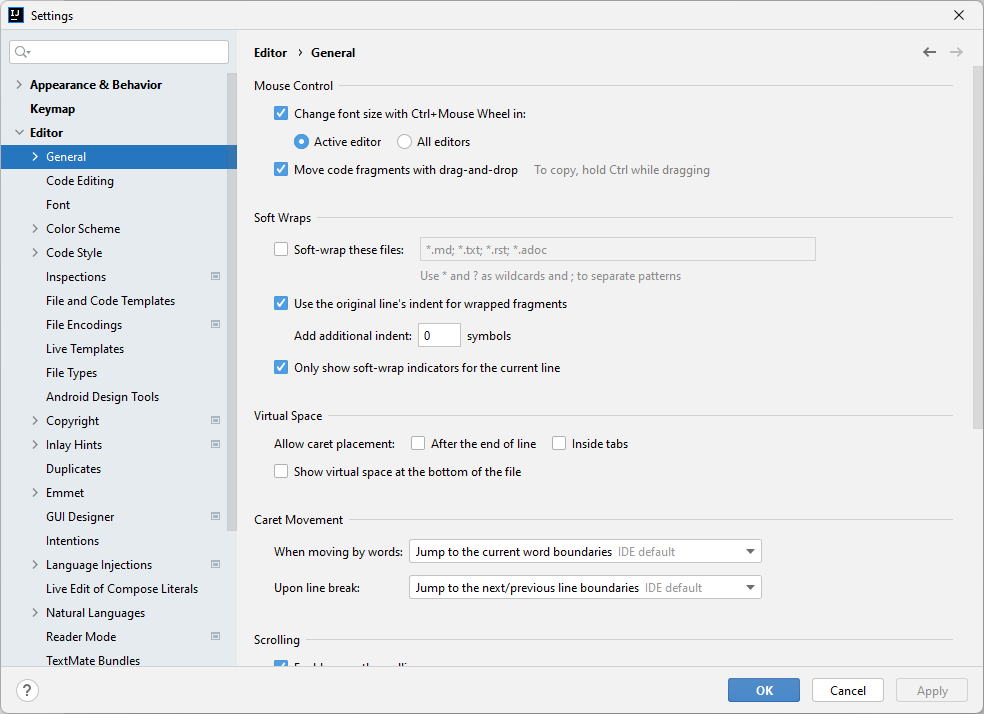 IJ
Settings
Appearance & Behavior
Keymap
Editor
General
Code Editing
Font
Color Scheme
Code Style
Inspections
File and Code Templates
File Encodings
Live Templates
File Types
Android Design Tools
Copyright
Inlay Hints
Duplicates
Emmet
GUI Designer
Intentions
Language Injections
Live Edit of Compose Literals
Natural Languages
Reader Mode
TextMate Bundles
Editor › General
Mouse Control
Change font size with Ctrl+Mouse Wheel in:
Active editor All editors
Move code fragments with drag-and-drop To copy, hold Ctrl while dragging
Soft Wraps
Soft-wrap these files: *.md; *.txt; *.rst; *.adoc
Use * and ? as wildcards and ; to separate patterns
Use the original line's indent for wrapped fragments
Add additional indent: 0 symbols
Only show soft-wrap indicators for the current line
Virtual Space
Allow caret placement: After the end of line Inside tabs
Show virtual space at the bottom of the file
Caret Movement
When moving by words: Jump to the current word boundaries IDE default
Upon line break: Jump to the next/previous line boundaries IDE default
Scrolling
? OK Cancel Apply